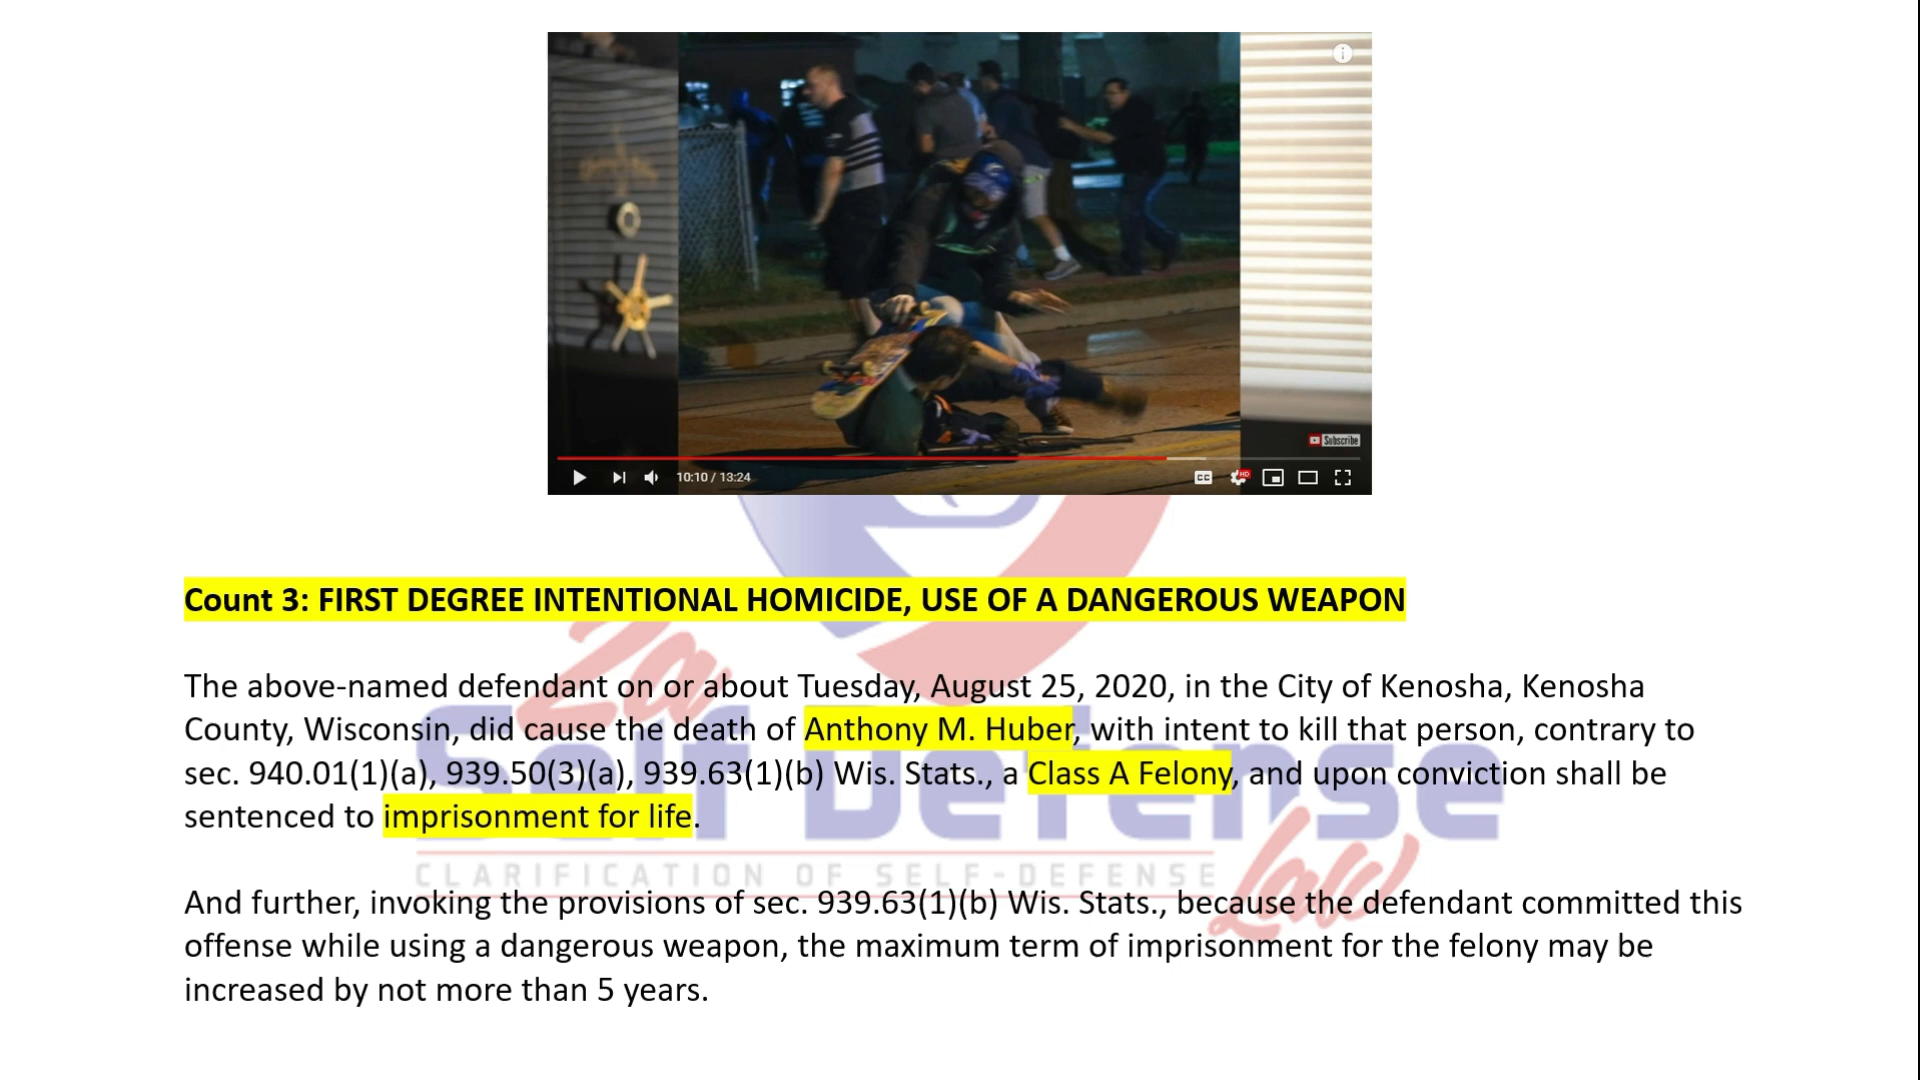 Subscribe
10:10 / 13:24
CC
HD
Count 3: FIRST DEGREE INTENTIONAL HOMICIDE, USE OF A DANGEROUS WEAPON
The above-named defendant on or about Tuesday, August 25, 2020, in the City of Kenosha, Kenosha
County, Wisconsin, did cause the death of Anthony M. Huber, with intent to kill that person, contrary to
sec. 940.01(1)(a), 939.50(3)(a), 939.63(1)(b) Wis. Stats., a Class A Felony, and upon conviction shall be
sentenced to imprisonment for life.
And further, invoking the provisions of sec. 939.63(1)(b) Wis. Stats., because the defendant committed this
offense while using a dangerous weapon, the maximum term of imprisonment for the felony may be
increased by not more than 5 years.
2a
Self Defense
CLARIFICATION OF SELF-DEFENSE
Law